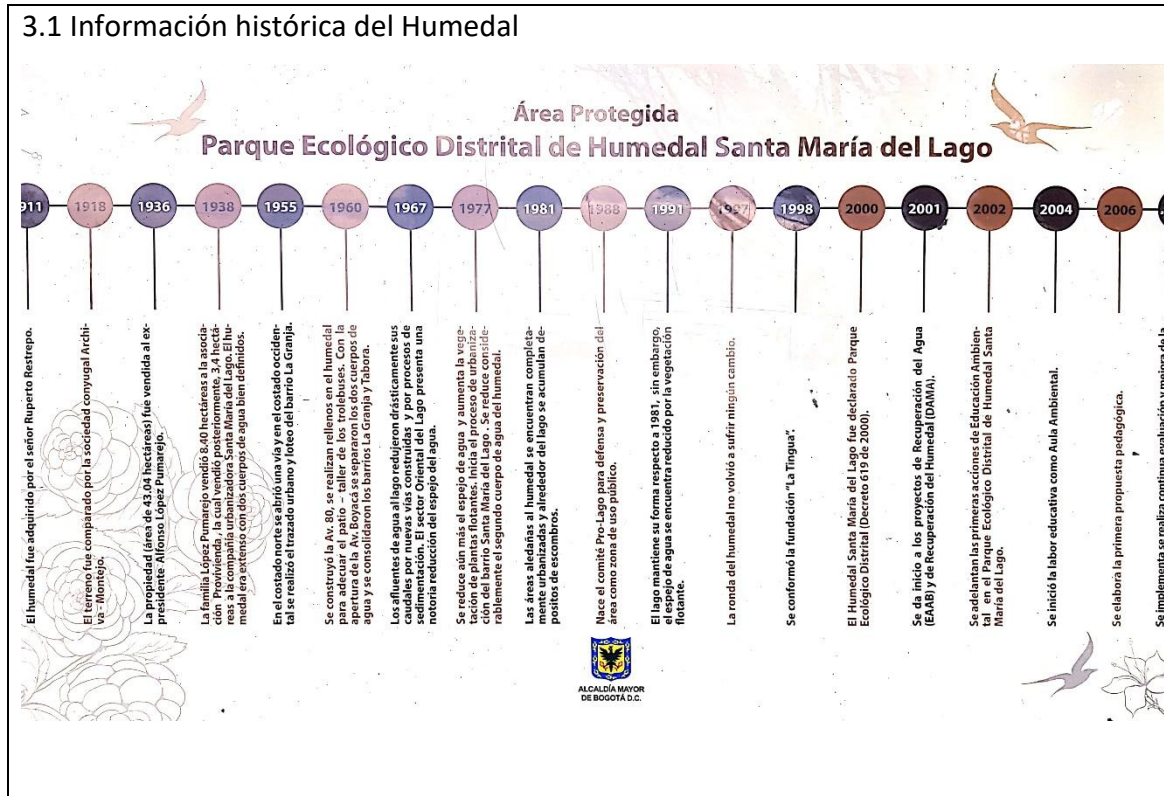 3.1 Información histórica del Humedal
Área Protegida
Parque Ecológico Distrital de Humedal Santa María del Lago
911 1918 1936 1938 1955 1960 1967 1977 1981 1988 1991 1997 1998 2000 2001 2002 2004 2006
El humedal fue adquirido por el señor Ruperto Restrepo.
El terreno fue comparado por la sociedad conyugal Archi-
va - Montejo.
La propiedad (área de 43.04 hectáreas) fue vendida al ex-
presidente Alfonso López Pumarejo.
La familia López Pumarejo vendió 8.40 hectáreas a la asocia-
ción Provivienda, la cual vendió posteriormente, 3,4 hectá-
reas a la compañía urbanizadora Santa María del Lago. El hu-
medal era extenso con dos cuerpos de agua bien definidos.
En el costado norte se abrió una vía y en el costado occiden-
tal se realizó el trazado urbano y loteo del barrio La Granja.
Se construyó la Av. 80, se realizan rellenos en el humedal
para adecuar el patio – taller de los trolebuses. Con la
apertura de la Av. Boyacá se separaron los dos cuerpos de
agua y se consolidaron los barrios La Granja y Tabora.
Los afluentes de agua al lago redujeron drásticamente sus
caudales por nuevas vías construidas y por procesos de
sedimentación. El sector Oriental del Lago presenta una
notoria reducción del espejo del agua.
Se reduce aún más el espejo de agua y aumenta la vege-
tación de plantas flotantes. Inicia el proceso de urbaniza-
ción del barrio Santa María del Lago . Se reduce conside-
rablemente el segundo cuerpo de agua del humedal.
Las áreas aledañas al humedal se encuentran completa-
mente urbanizadas y alrededor del lago se acumulan de-
positos de escombros.
Nace el comité Pro-Lago para defensa y preservación del
área como zona de uso público.
El lago mantiene su forma respecto a 1981, sin embargo,
el espejo de agua se encuentra reducido por la vegetación
flotante.
La ronda del humedal no volvió a sufrir ningún cambio.
Se conformó la fundación "La Tingua".
El Humedal Santa María del Lago fue declarado Parque
Ecológico Distrital (Decreto 619 de 2000).
Se da inicio a los proyectos de Recuperación del Agua
(EAAB) y de Recuperación del Humedal (DAMA).
Se adelantan las primeras acciones de Educación Ambien-
tal en el Parque Ecológico Distrital de Humedal Santa
María del Lago.
Se inició la labor educativa como Aula Ambiental.
Se elabora la primera propuesta pedagógica.
Se implementa se realiza continua evaluación y mejora de la
ALCALDÍA MAYOR
DE BOGOTÁ D.C.